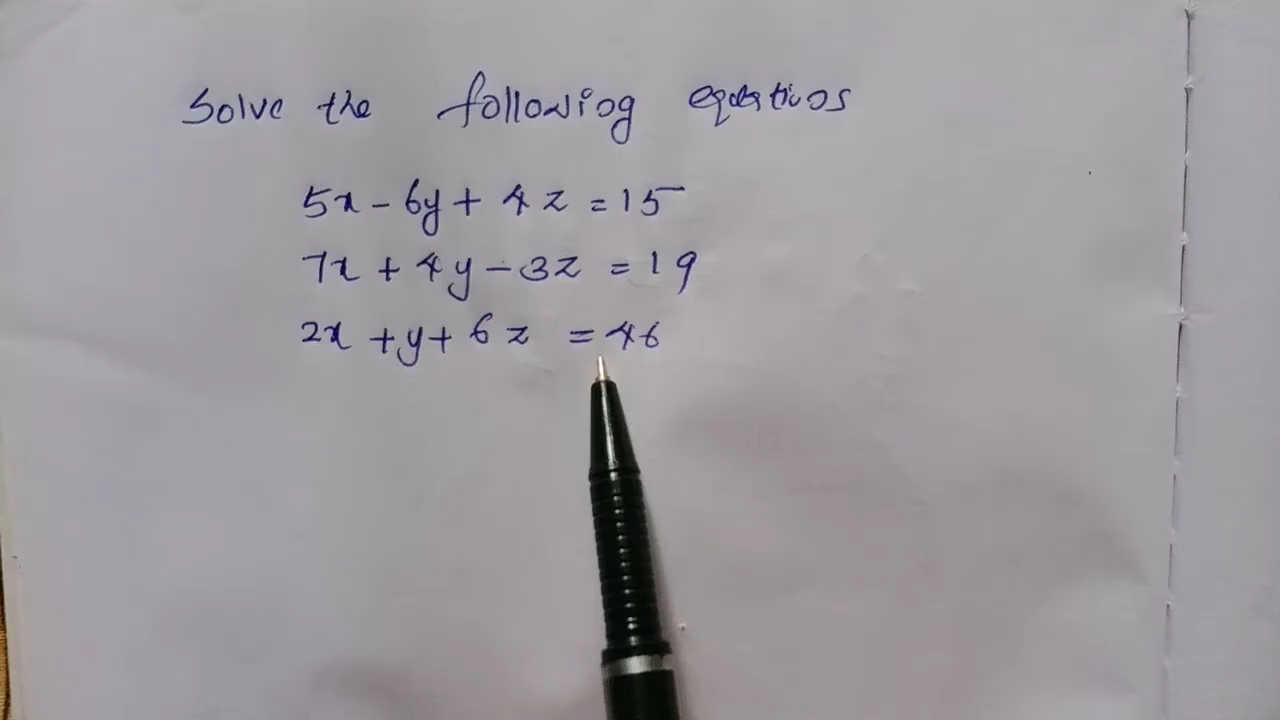 Solve the following equations
5x - 6y + 4z = 15
7x + 4y - 3z = 19
2x + y + 6z = 46